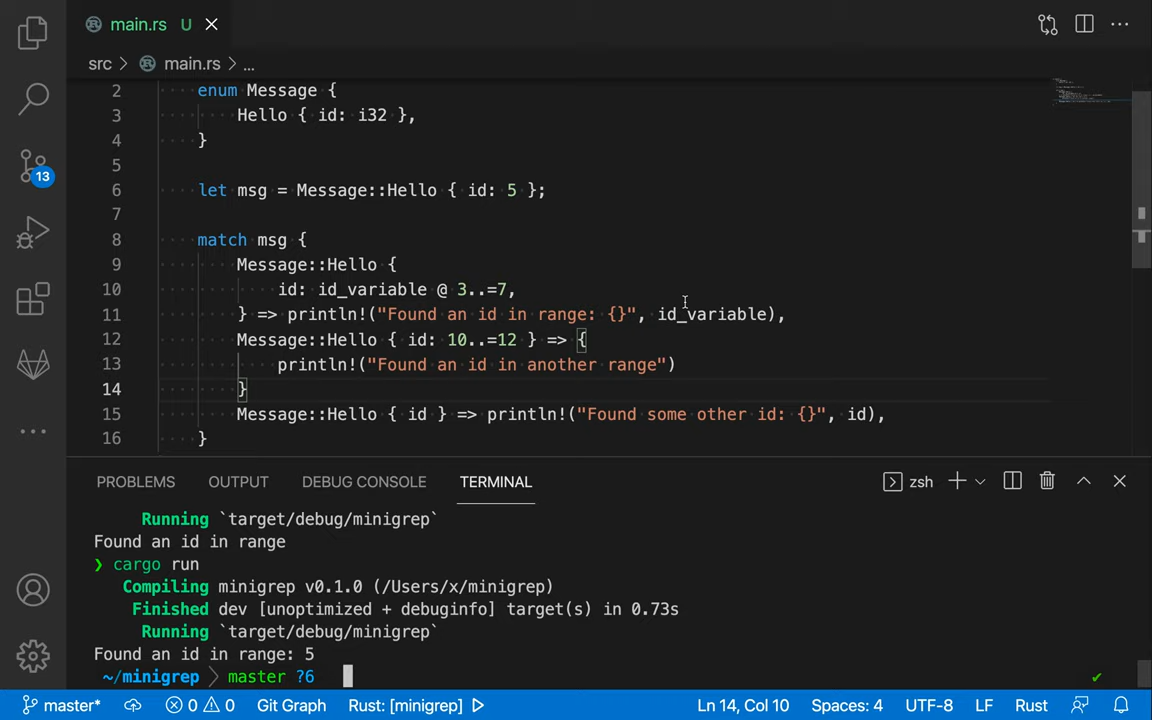 main.rs U
src > main.rs > ...
2 enum Message {
3 Hello { id: i32 },
4 }
5
6 let msg = Message::Hello { id: 5 };
7
8 match msg {
9 Message::Hello {
10 id: id_variable @ 3..=7,
11 } => println!("Found an id in range: {}", id_variable),
12 Message::Hello { id: 10..=12 } => {
13 println!("Found an id in another range")
14 }
15 Message::Hello { id } => println!("Found some other id: {}", id),
16 }
13
PROBLEMS OUTPUT DEBUG CONSOLE TERMINAL zsh
Running `target/debug/minigrep`
Found an id in range
❯ cargo run
Compiling minigrep v0.1.0 (/Users/x/minigrep)
Finished dev [unoptimized + debuginfo] target(s) in 0.73s
Running `target/debug/minigrep`
Found an id in range: 5
~/minigrep > master ?6
master* 0 0 Git Graph Rust: [minigrep] Ln 14, Col 10 Spaces: 4 UTF-8 LF Rust